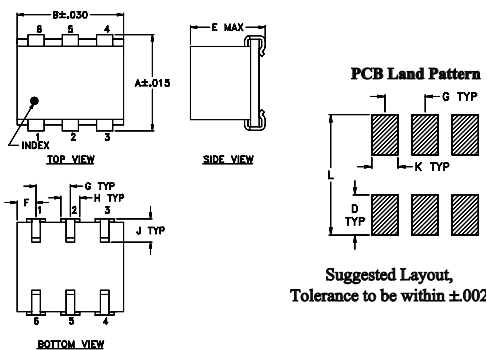 B±.030
6 5 4
A±.015
INDEX
1 2 3
TOP VIEW
E MAX
SIDE VIEW
PCB Land Pattern
G TYP
K TYP
L
D
TYP
Suggested Layout,
Tolerance to be within ±.002
G TYP
H TYP
F
1 2 3
J TYP
6 5 4
BOTTOM VIEW